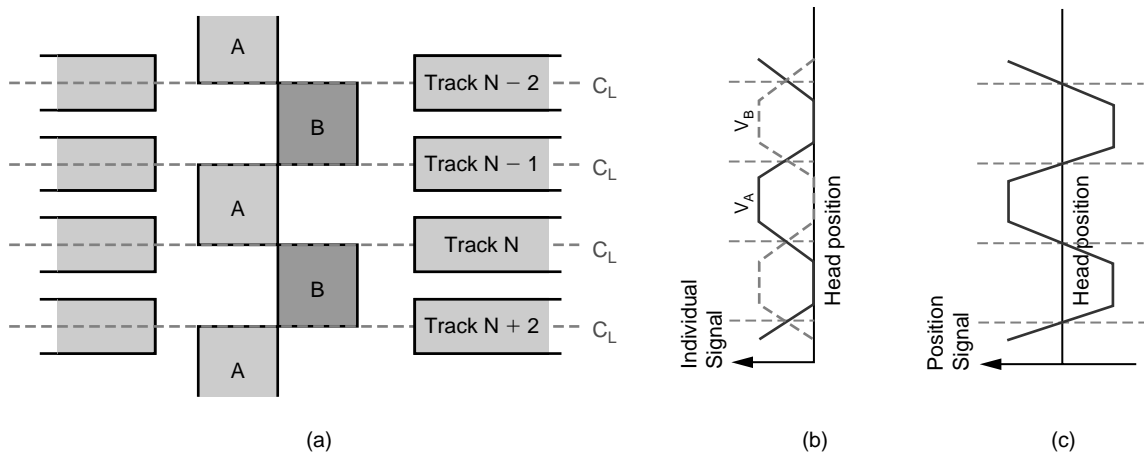 A
Track N − 2
C_L
B
Track N − 1
C_L
A
Track N
C_L
B
Track N + 2
C_L
A
(a)
V_B
V_A
Head position
Individual
Signal
(b)
Head position
Position
Signal
(c)